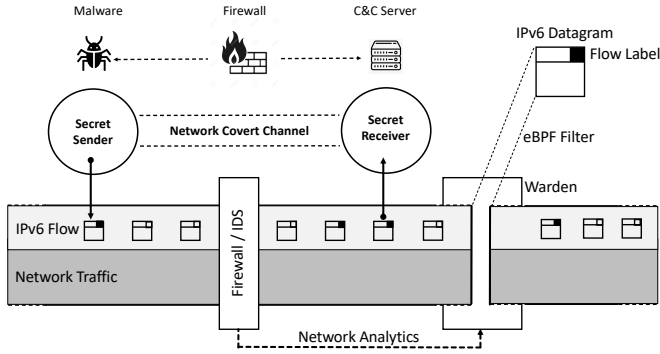 Malware
Firewall
C&C Server
IPv6 Datagram
Flow Label
Secret
Sender
Network Covert Channel
Secret
Receiver
eBPF Filter
Warden
IPv6 Flow
Firewall / IDS
Network Traffic
Network Analytics